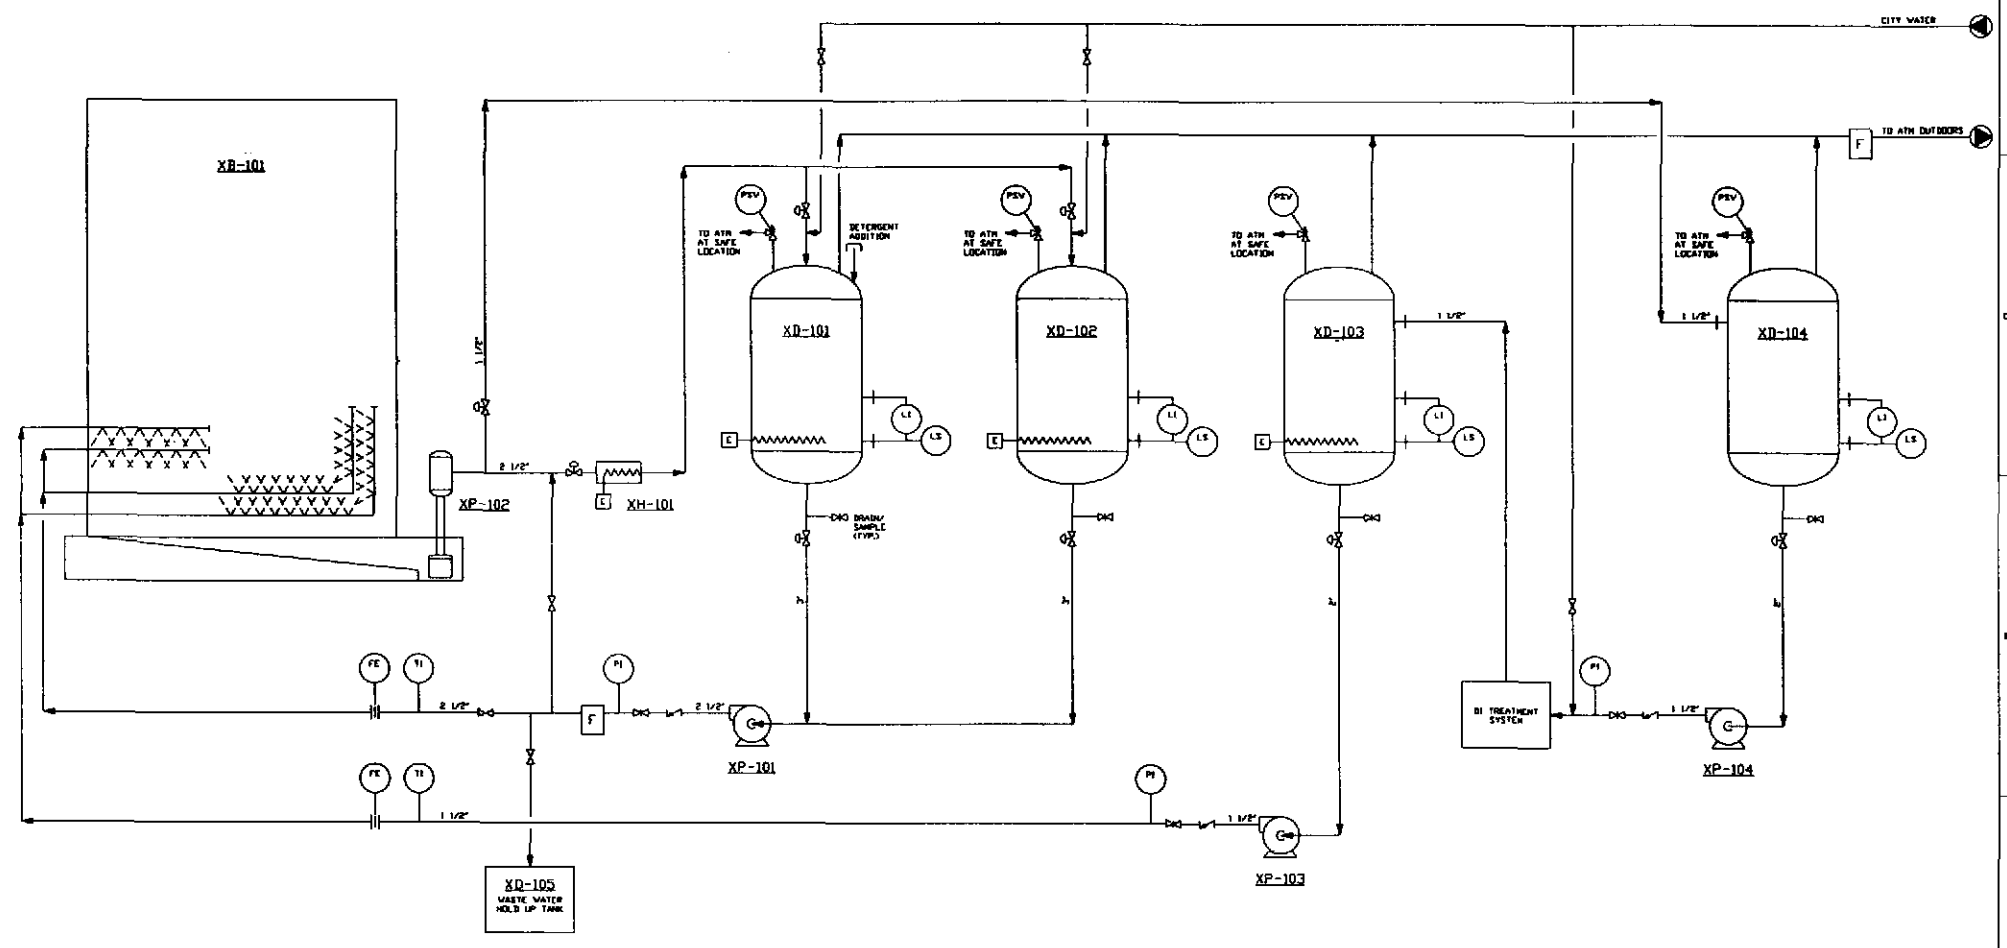 CITY WATER
TO ATM OUTDOORS
F
XB-101
PSV
TO ATM
AT SAFE
LOCATION
DETERGENT
ADDITION
PSV
TO ATM
AT SAFE
LOCATION
PSV
TO ATM
AT SAFE
LOCATION
PSV
TO ATM
AT SAFE
LOCATION
XD-101
XD-102
XD-103
XD-104
1 1/2"
1 1/2"
1 1/2"
LI
LS
LI
LS
LI
LS
LI
LS
E
E
E
2 1/2"
E
XP-102
XH-101
DRAIN/
SAMPLE
(TYP.)
2"
2"
2"
2"
FE
TI
PI
PI
2 1/2"
F
2 1/2"
DI TREATMENT
SYSTEM
1 1/2"
XP-101
XP-104
FE
TI
PI
1 1/2"
1 1/2"
XP-103
XD-105
WASTE WATER
HOLD UP TANK